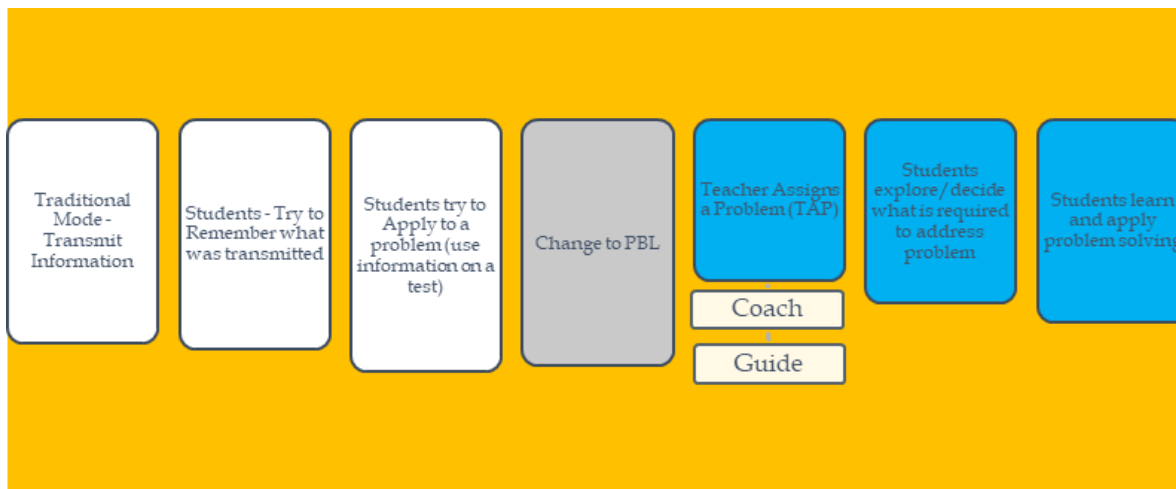 Traditional
Mode -
Transmit
Information
Students - Try to
Remember what
was transmitted
Students try to
Apply to a
problem (use
information on a
test)
Change to PBL
Teacher Assigns
a Problem (TAP)
Coach
Guide
Students
explore/decide
what is required
to address
problem
Students learn
and apply
problem solving